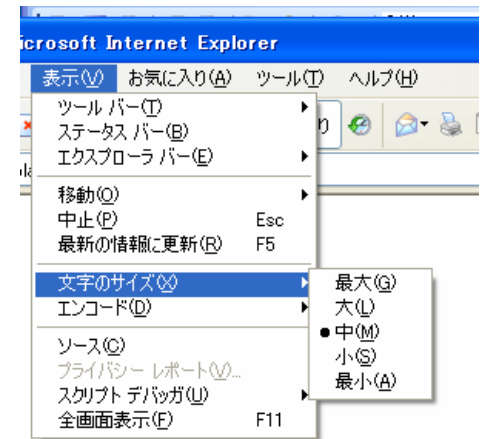 icrosoft Internet Explorer
表示(V) お気に入り(A) ツール(T) ヘルプ(H)
ツール バー(T)
ステータス バー(B)
エクスプローラ バー(E)
移動(O)
中止(P) Esc
最新の情報に更新(R) F5
文字のサイズ(X)
エンコード(D)
ソース(C)
プライバシー レポート(V)...
スクリプト デバッガ(U)
全画面表示(F) F11
最大(G)
大(L)
中(M)
小(S)
最小(A)